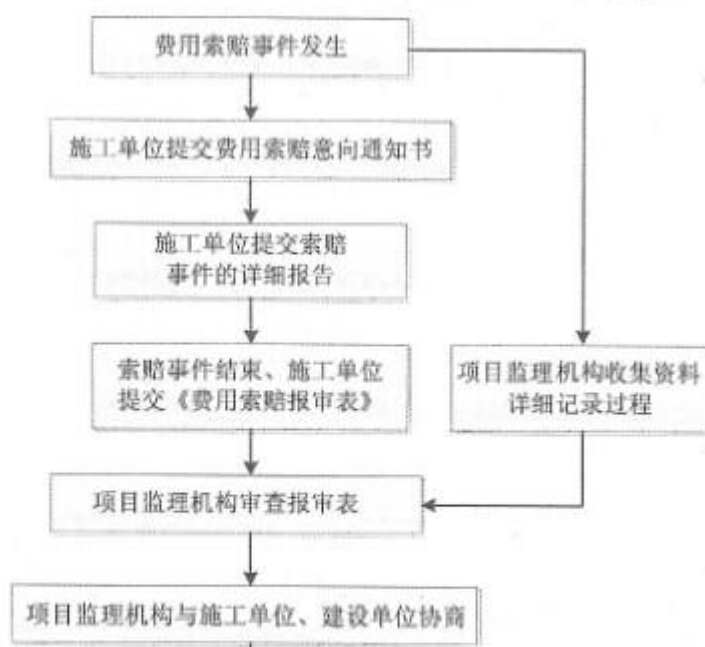 费用索赔事件发生
施工单位提交费用索赔意向通知书
施工单位提交索赔
事件的详细报告
索赔事件结束、施工单位
提交《费用索赔报审表》
项目监理机构收集资料
详细记录过程
项目监理机构审查报审表
项目监理机构与施工单位、建设单位协商